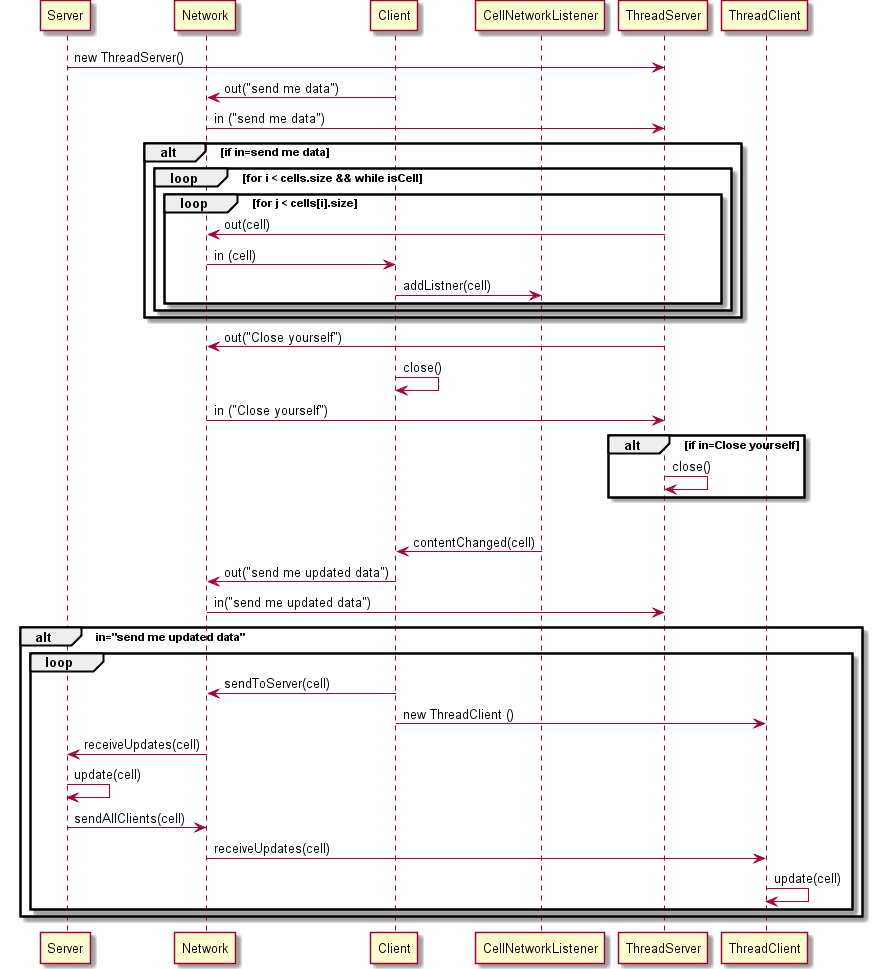 Server Network Client CellNetworkListener ThreadServer ThreadClient
new ThreadServer()
out("send me data")
in ("send me data")
alt [if in=send me data]
loop [for i < cells.size && while isCell]
loop [for j < cells[i].size]
out(cell)
in (cell)
addListner(cell)
out("Close yourself")
close()
in ("Close yourself")
alt [if in=Close yourself]
close()
contentChanged(cell)
out("send me updated data")
in("send me updated data")
alt in="send me updated data"
loop
sendToServer(cell)
new ThreadClient ()
receiveUpdates(cell)
update(cell)
sendAllClients(cell)
receiveUpdates(cell)
update(cell)
Server Network Client CellNetworkListener ThreadServer ThreadClient